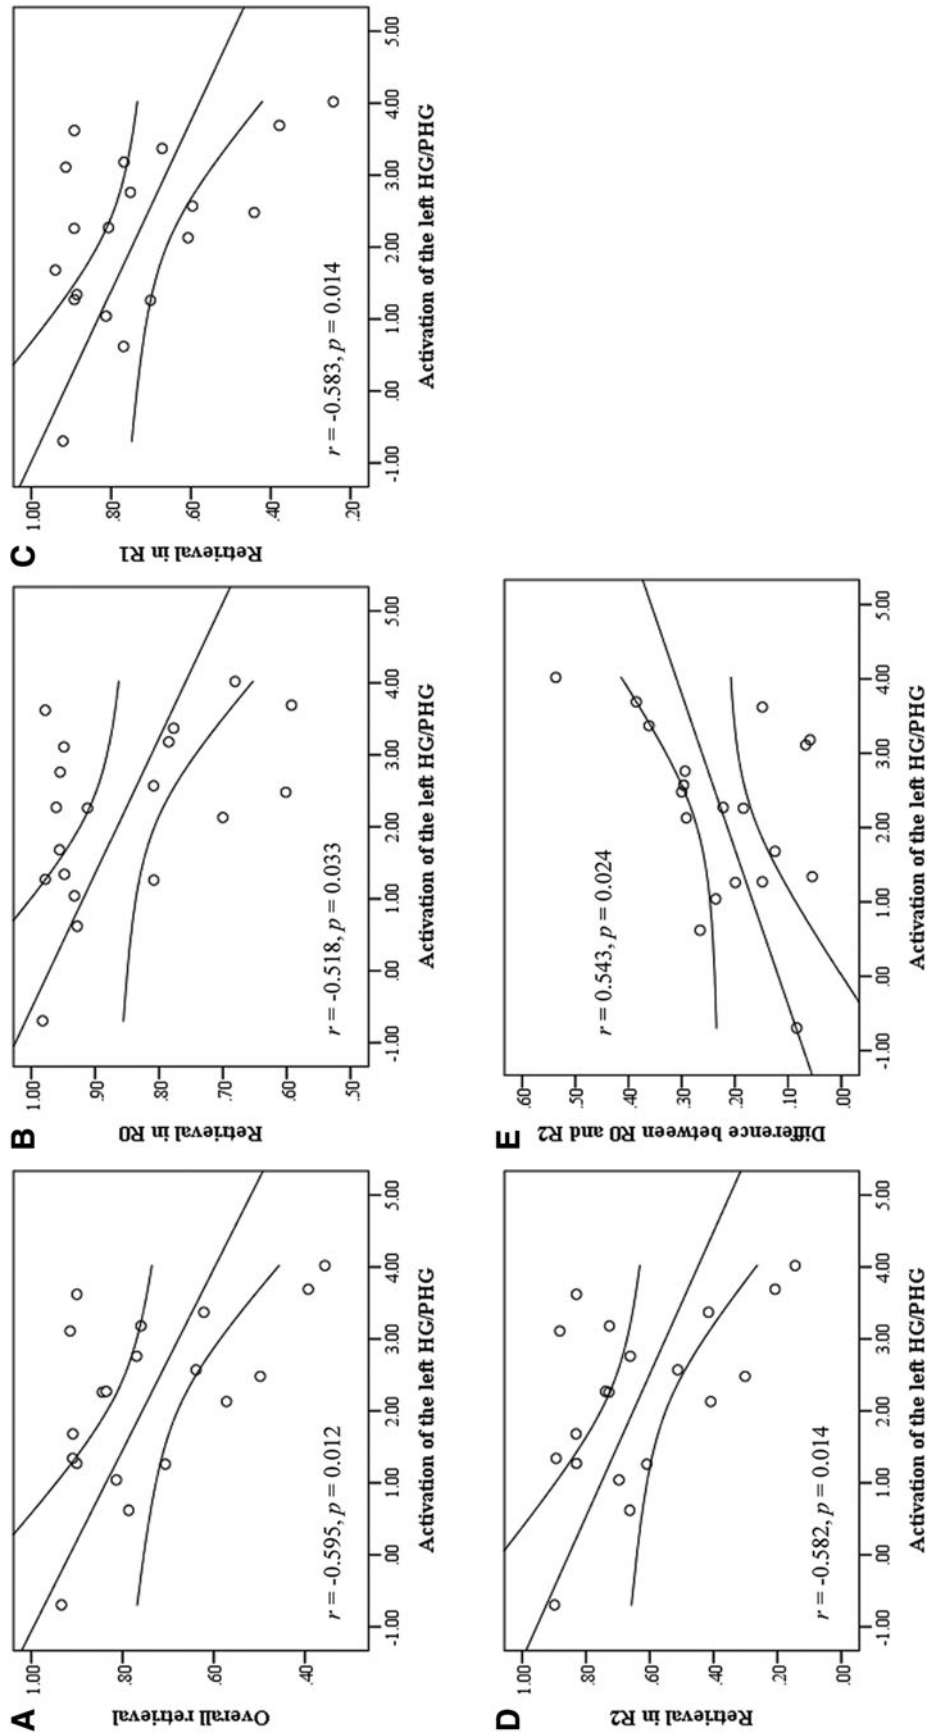 A
Overall retrieval
1.00
.80
.60
.40
-1.00 .00 1.00 2.00 3.00 4.00 5.00
Activation of the left HG/PHG
r = -0.595, p = 0.012
B
Retrieval in R0
1.00
.90
.80
.70
.60
.50
-1.00 .00 1.00 2.00 3.00 4.00 5.00
Activation of the left HG/PHG
r = -0.518, p = 0.033
C
Retrieval in R1
1.00
.80
.60
.40
.20
-1.00 .00 1.00 2.00 3.00 4.00 5.00
Activation of the left HG/PHG
r = -0.583, p = 0.014
D
Retrieval in R2
1.00
.80
.60
.40
.20
.00
-1.00 .00 1.00 2.00 3.00 4.00 5.00
Activation of the left HG/PHG
r = -0.582, p = 0.014
E
Difference between R0 and R2
.60
.50
.40
.30
.20
.10
.00
-1.00 .00 1.00 2.00 3.00 4.00 5.00
Activation of the left HG/PHG
r = 0.543, p = 0.024